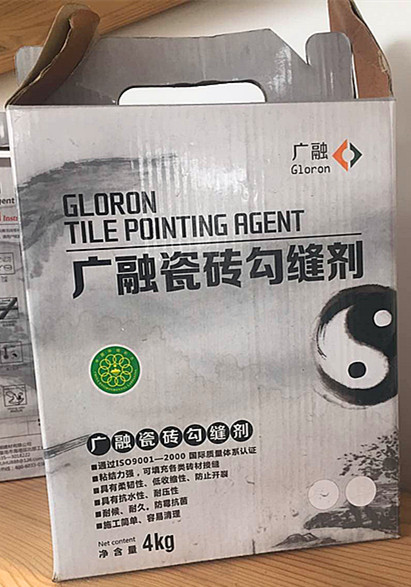 广融
Gloron
GLORON
TILE POINTING AGENT
广融瓷砖勾缝剂
广融瓷砖勾缝剂
■通过ISO9001—2000 国际质量体系认证
■粘结力强，可填充各类砖材接缝
■具有柔韧性、低收缩性、防止开裂
■具有抗水性、耐压性
■耐候、耐久，防霉抗菌
■施工简单、容易清理
Net content
净含量 4kg